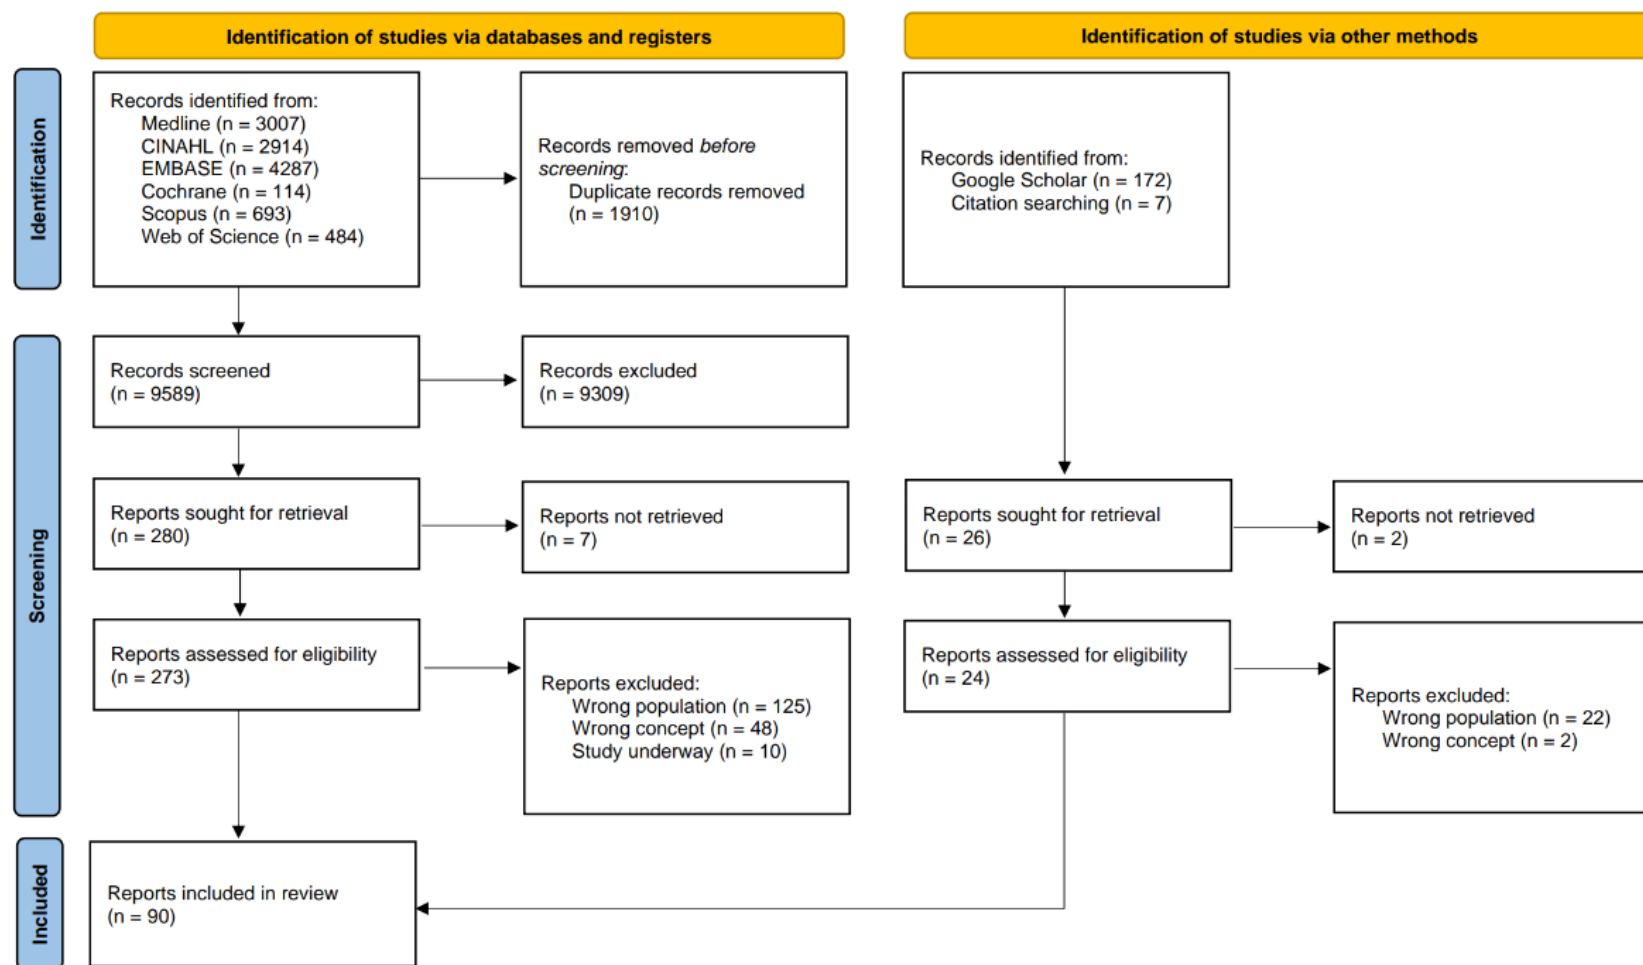 Identification of studies via databases and registers
Identification of studies via other methods
Identification
Records identified from:
Medline (n = 3007)
CINAHL (n = 2914)
EMBASE (n = 4287)
Cochrane (n = 114)
Scopus (n = 693)
Web of Science (n = 484)
Records removed before
screening:
Duplicate records removed
(n = 1910)
Records identified from:
Google Scholar (n = 172)
Citation searching (n = 7)
Screening
Records screened
(n = 9589)
Records excluded
(n = 9309)
Reports sought for retrieval
(n = 280)
Reports not retrieved
(n = 7)
Reports sought for retrieval
(n = 26)
Reports not retrieved
(n = 2)
Reports assessed for eligibility
(n = 273)
Reports excluded:
Wrong population (n = 125)
Wrong concept (n = 48)
Study underway (n = 10)
Reports assessed for eligibility
(n = 24)
Reports excluded:
Wrong population (n = 22)
Wrong concept (n = 2)
Included
Reports included in review
(n = 90)